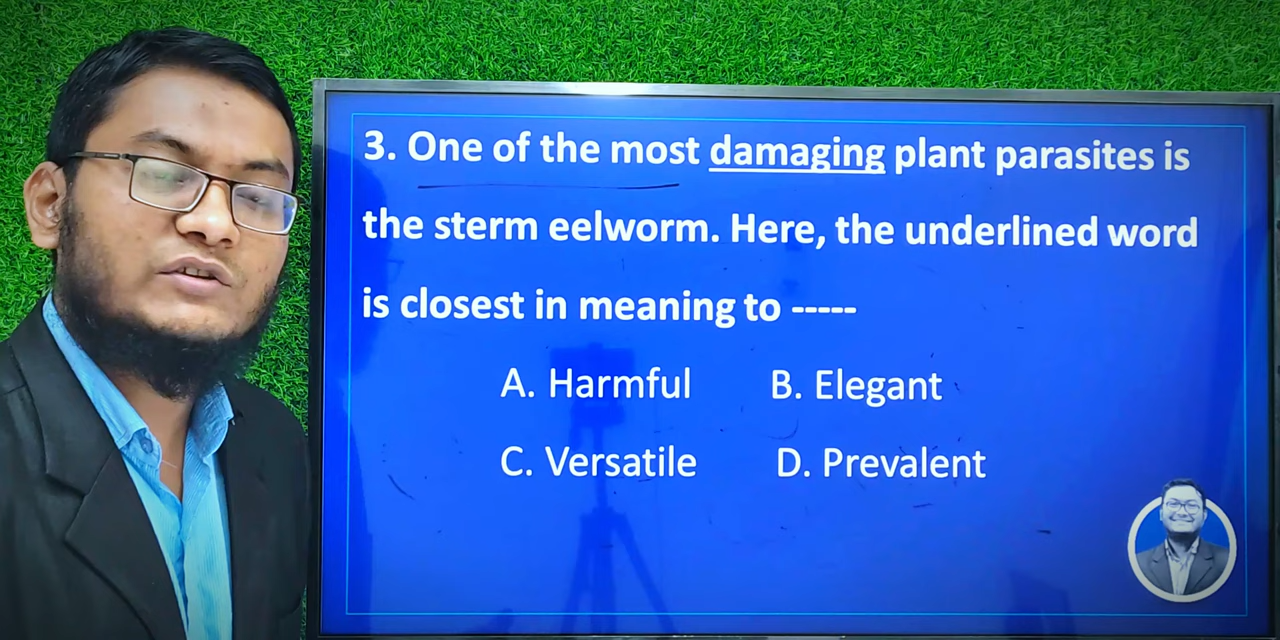 3. One of the most damaging plant parasites is
the sterm eelworm. Here, the underlined word
is closest in meaning to -----
A. Harmful B. Elegant
C. Versatile D. Prevalent